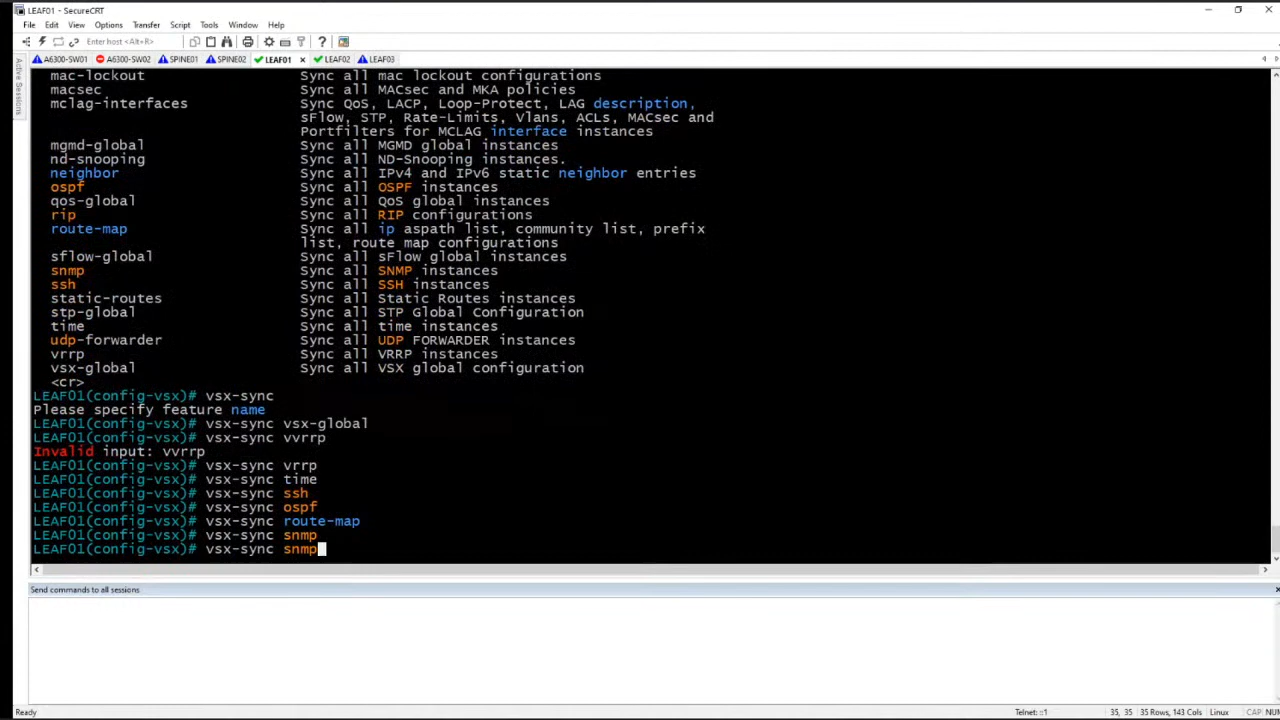 LEAF01 - SecureCRT
File Edit View Options Transfer Script Tools Window Help
Enter host <Alt+R>
A6300-SW01 A6300-SW02 SPINE01 SPINE02 LEAF01 LEAF02 LEAF03
Active Sessions
mac-lockout Sync all mac lockout configurations
macsec Sync all MACsec and MKA policies
mclag-interfaces Sync QoS, LACP, Loop-Protect, LAG description,
sFlow, STP, Rate-Limits, Vlans, ACLs, MACsec and
Portfilters for MCLAG interface instances
mgmd-global Sync all MGMD global instances
nd-snooping Sync all ND-Snooping instances.
neighbor Sync all IPv4 and IPv6 static neighbor entries
ospf Sync all OSPF instances
qos-global Sync all QoS global instances
rip Sync all RIP configurations
route-map Sync all ip aspath list, community list, prefix
list, route map configurations
sflow-global Sync all sFlow global instances
snmp Sync all SNMP instances
ssh Sync all SSH instances
static-routes Sync all Static Routes instances
stp-global Sync all STP Global Configuration
time Sync all time instances
udp-forwarder Sync all UDP FORWARDER instances
vrrp Sync all VRRP instances
vsx-global Sync all VSX global configuration
<cr>
LEAF01(config-vsx)# vsx-sync
Please specify feature name
LEAF01(config-vsx)# vsx-sync vsx-global
LEAF01(config-vsx)# vsx-sync vvrrp
Invalid input: vvrrp
LEAF01(config-vsx)# vsx-sync vrrp
LEAF01(config-vsx)# vsx-sync time
LEAF01(config-vsx)# vsx-sync ssh
LEAF01(config-vsx)# vsx-sync ospf
LEAF01(config-vsx)# vsx-sync route-map
LEAF01(config-vsx)# vsx-sync snmp
LEAF01(config-vsx)# vsx-sync snmp
Send commands to all sessions
Ready Telnet: ::1 35, 35 35 Rows, 143 Cols Linux CAP NUM